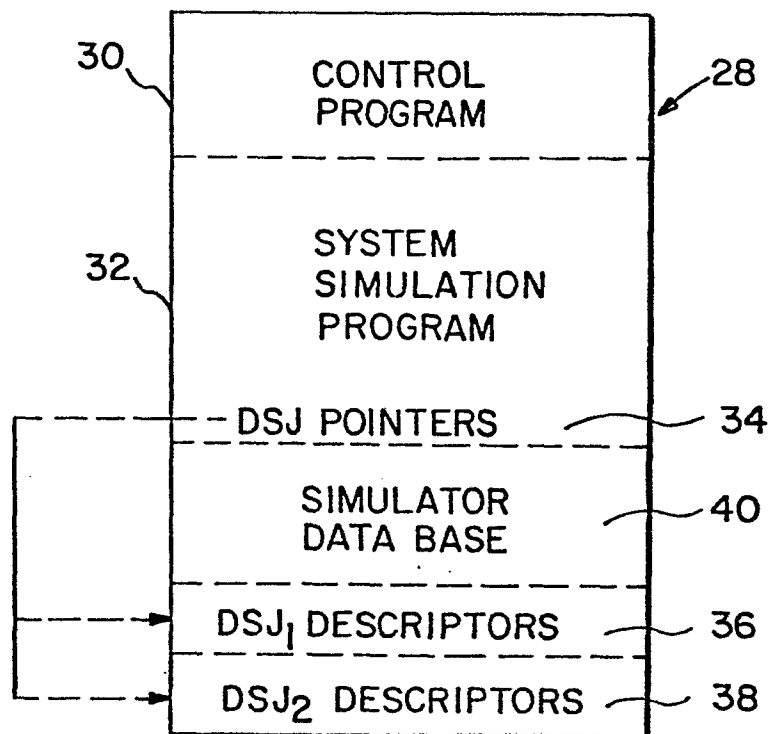 30
CONTROL
PROGRAM
28
32
SYSTEM
SIMULATION
PROGRAM
DSJ POINTERS
34
SIMULATOR
DATA BASE
40
DSJ1 DESCRIPTORS
36
DSJ2 DESCRIPTORS
38